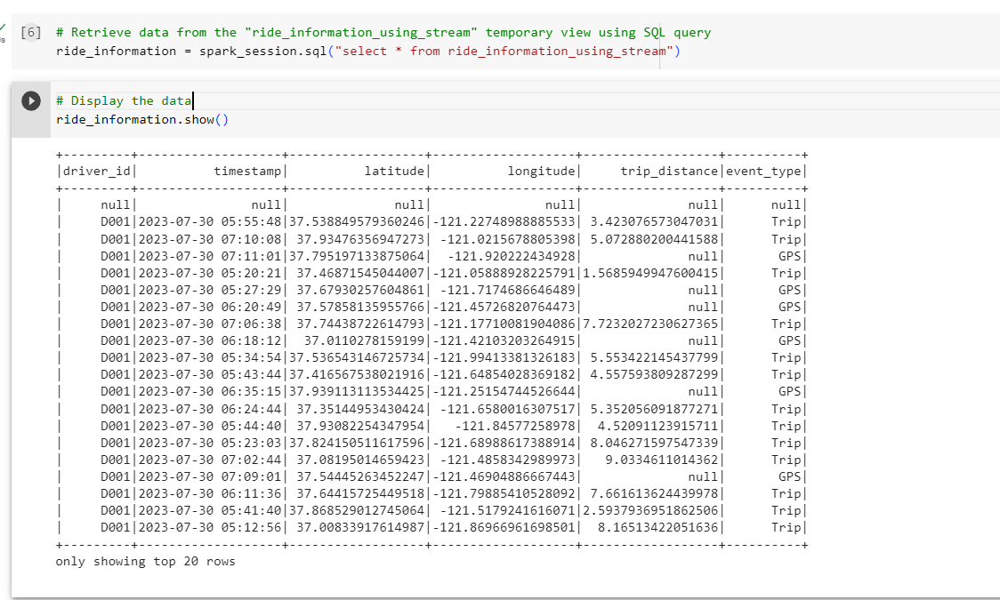 [6] # Retrieve data from the "ride_information_using_stream" temporary view using SQL query
ride_information = spark_session.sql("select * from ride_information_using_stream")
# Display the data
ride_information.show()
+---------+-------------------+------------------+-------------------+------------------+----------+
|driver_id|          timestamp|          latitude|          longitude|     trip_distance|event_type|
+---------+-------------------+------------------+-------------------+------------------+----------+
|     null|               null|              null|               null|              null|      null|
|     D001|2023-07-30 05:55:48|37.538849579360246|-121.22748988885533| 3.423076573047031|      Trip|
|     D001|2023-07-30 07:10:08| 37.93476356947273| -121.0215678805398| 5.072880200441588|      Trip|
|     D001|2023-07-30 07:11:01|37.795197133875064|  -121.920222434928|              null|       GPS|
|     D001|2023-07-30 05:20:21| 37.46871545044007|-121.05888928225791|1.5685949947600415|      Trip|
|     D001|2023-07-30 05:27:29| 37.67930257604861| -121.7174686646489|              null|       GPS|
|     D001|2023-07-30 06:20:49| 37.57858135955766|-121.45726820764473|              null|       GPS|
|     D001|2023-07-30 07:06:38| 37.74438722614793|-121.17710081904086|7.7232027230627365|      Trip|
|     D001|2023-07-30 06:18:12|  37.0110278159199|-121.42103203264915|              null|       GPS|
|     D001|2023-07-30 05:34:54|37.536543146725734|-121.99413381326183| 5.553422145437799|      Trip|
|     D001|2023-07-30 05:43:44|37.416567538021916|-121.64854028369182| 4.557593809287299|      Trip|
|     D001|2023-07-30 06:35:15|37.939113113534425|-121.25154744526644|              null|       GPS|
|     D001|2023-07-30 06:24:44| 37.35144953430424| -121.6580016307517| 5.352056091877271|      Trip|
|     D001|2023-07-30 05:44:40| 37.93082254347954|   -121.84577258978|  4.52091123915711|      Trip|
|     D001|2023-07-30 05:23:03|37.824150511617596|-121.68988617388914| 8.046271597547339|      Trip|
|     D001|2023-07-30 07:02:44| 37.08195014659423| -121.4858342989973|   9.0334611014362|      Trip|
|     D001|2023-07-30 07:09:01| 37.54445263452247|-121.46904886667443|              null|       GPS|
|     D001|2023-07-30 06:11:36| 37.64415725449518|-121.79885410528092| 7.661613624439978|      Trip|
|     D001|2023-07-30 05:41:40|37.868529012745064| -121.5179241616071|2.5937936951862506|      Trip|
|     D001|2023-07-30 05:12:56| 37.00833917614987|-121.86966961698501|  8.16513422051636|      Trip|
+---------+-------------------+------------------+-------------------+------------------+----------+
only showing top 20 rows